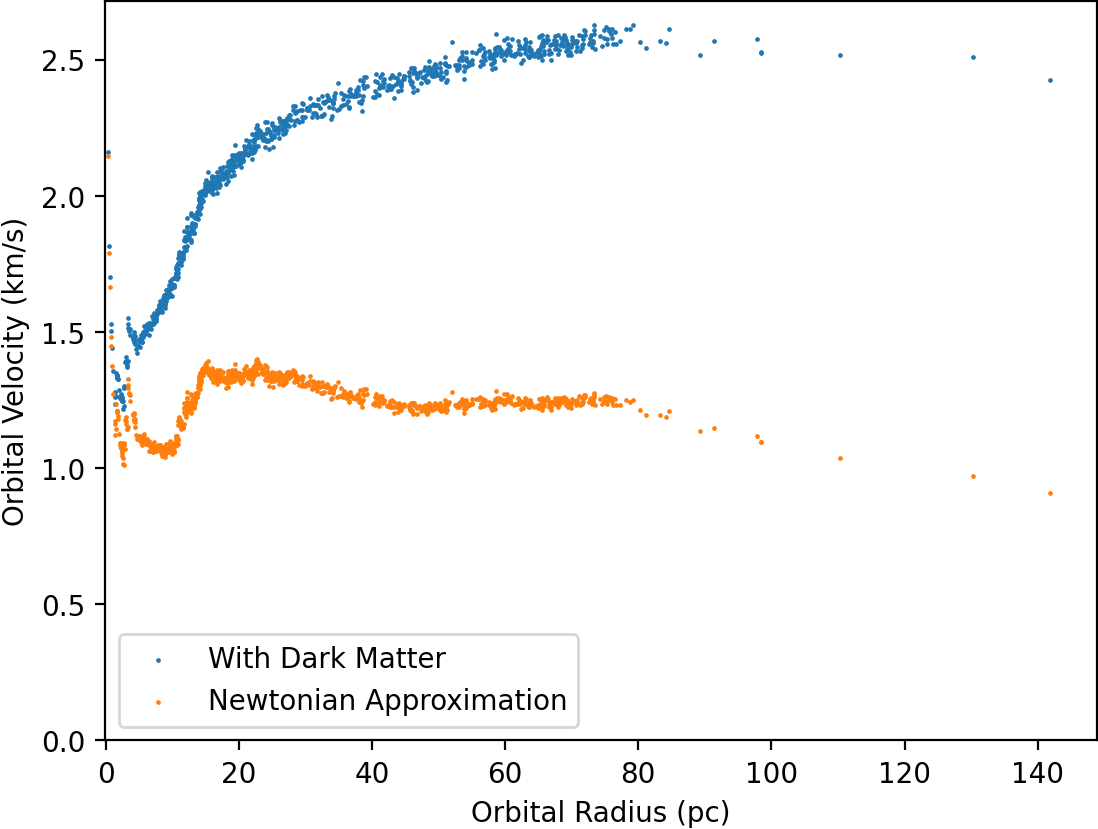 2.5
2.0
1.5
1.0
0.5
0.0
Orbital Velocity (km/s)
With Dark Matter
Newtonian Approximation
0 20 40 60 80 100 120 140
Orbital Radius (pc)